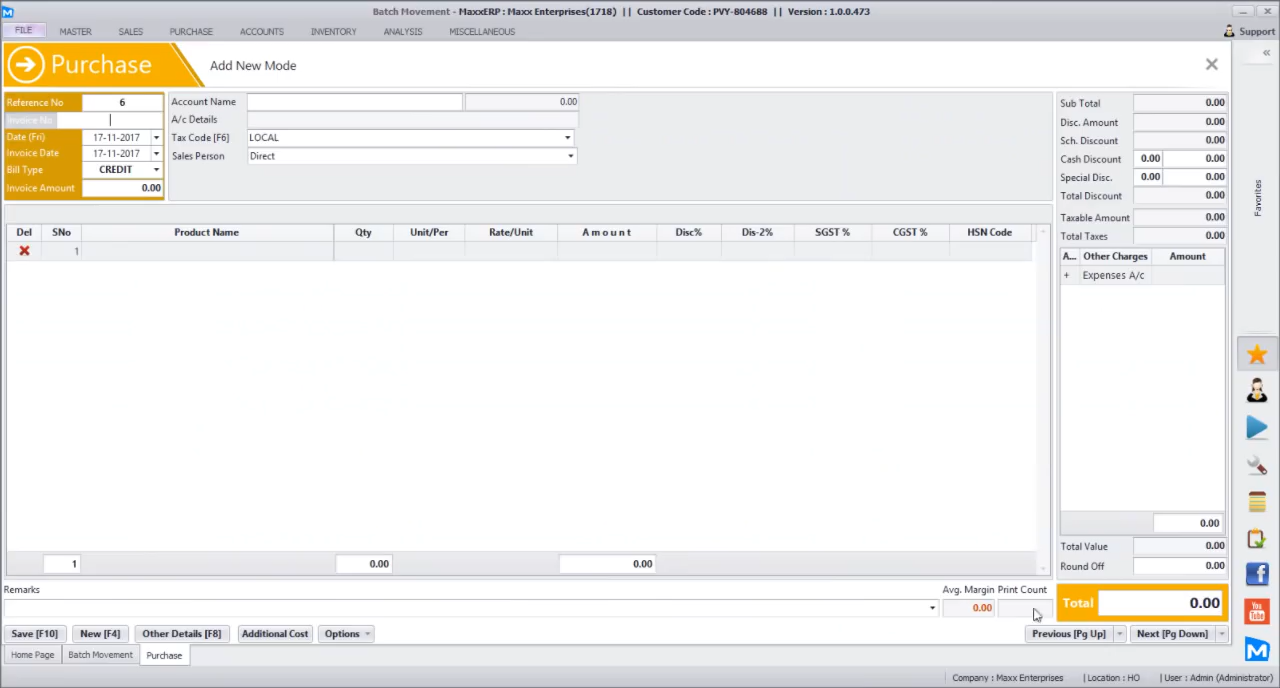 Batch Movement - MaxxERP : Maxx Enterprises(1718)  ||  Customer Code : PVY-804688  ||  Version : 1.0.0.473
FILE MASTER SALES PURCHASE ACCOUNTS INVENTORY ANALYSIS MISCELLANEOUS Support
Purchase Add New Mode
Reference No 6 Account Name 0.00 Sub Total 0.00
Invoice No A/c Details Disc. Amount 0.00
Date (Fri) 17-11-2017 Tax Code [F6] LOCAL Sch. Discount 0.00
Invoice Date 17-11-2017 Sales Person Direct Cash Discount 0.00 0.00
Bill Type CREDIT Special Disc. 0.00 0.00
Invoice Amount 0.00 Total Discount 0.00
Taxable Amount 0.00
Total Taxes 0.00
Favorites
Del SNo Product Name Qty Unit/Per Rate/Unit A m o u n t Disc% Dis-2% SGST % CGST % HSN Code
1
A... Other Charges Amount
+ Expenses A/c
0.00
1 0.00 0.00
Total Value 0.00
Round Off 0.00
Remarks Avg. Margin Print Count
0.00
Total 0.00
Save [F10] New [F4] Other Details [F8] Additional Cost Options Previous [Pg Up] Next [Pg Down]
Home Page Batch Movement Purchase
You Tube
Company : Maxx Enterprises | Location : HO | User : Admin (Administrator)